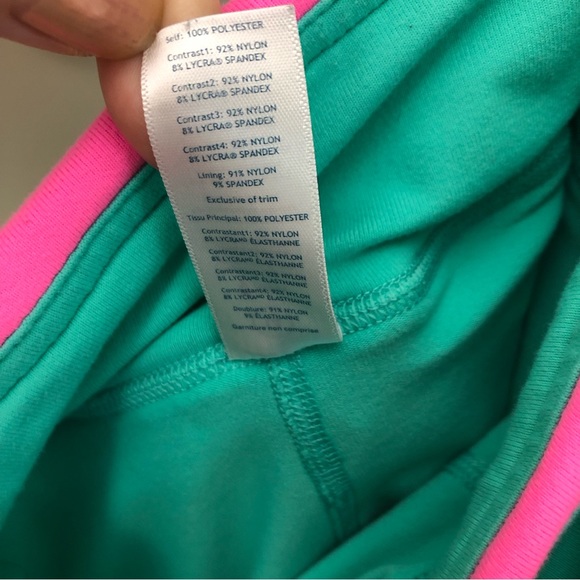 Self: 100% POLYESTER
Contrast1: 92% NYLON
8% LYCRA® SPANDEX
Contrast2: 92% NYLON
8% LYCRA® SPANDEX
Contrast3: 92% NYLON
8% LYCRA® SPANDEX
Contrast4: 92% NYLON
8% LYCRA® SPANDEX
Lining: 91% NYLON
9% SPANDEX
Exclusive of trim
Tissu Principal: 100% POLYESTER
Contrastant1: 92% NYLON
8% LYCRA® ÉLASTHANNE
Contrastant2: 92% NYLON
8% LYCRA® ÉLASTHANNE
Contrastant3: 92% NYLON
8% LYCRA® ÉLASTHANNE
Contrastant4: 92% NYLON
8% LYCRA® ÉLASTHANNE
Doublure: 91% NYLON
9% ÉLASTHANNE
Garniture non comprise